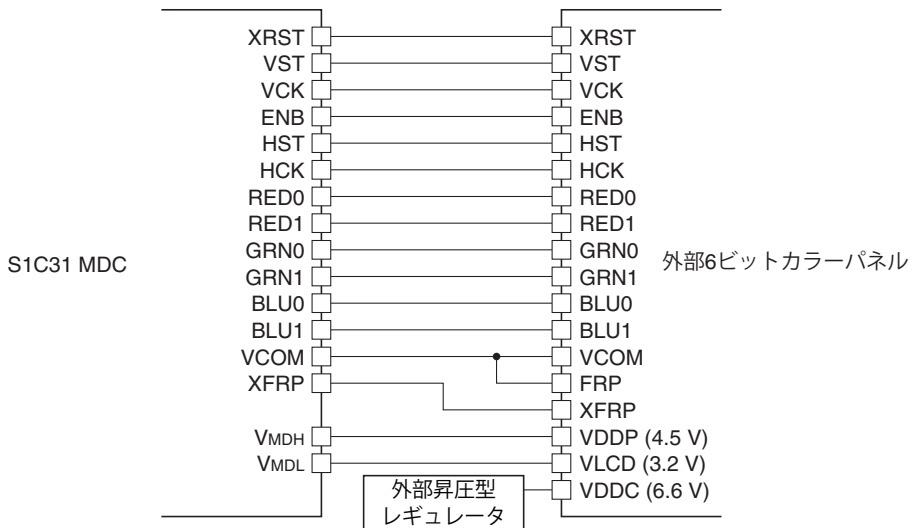 XRST XRST
VST VST
VCK VCK
ENB ENB
HST HST
HCK HCK
RED0 RED0
RED1 RED1
S1C31 MDC GRN0 GRN0 外部6ビットカラーパネル
GRN1 GRN1
BLU0 BLU0
BLU1 BLU1
VCOM VCOM
XFRP FRP
XFRP
VMDH VDDP (4.5 V)
VMDL VLCD (3.2 V)
外部昇圧型 VDDC (6.6 V)
レギュレータ